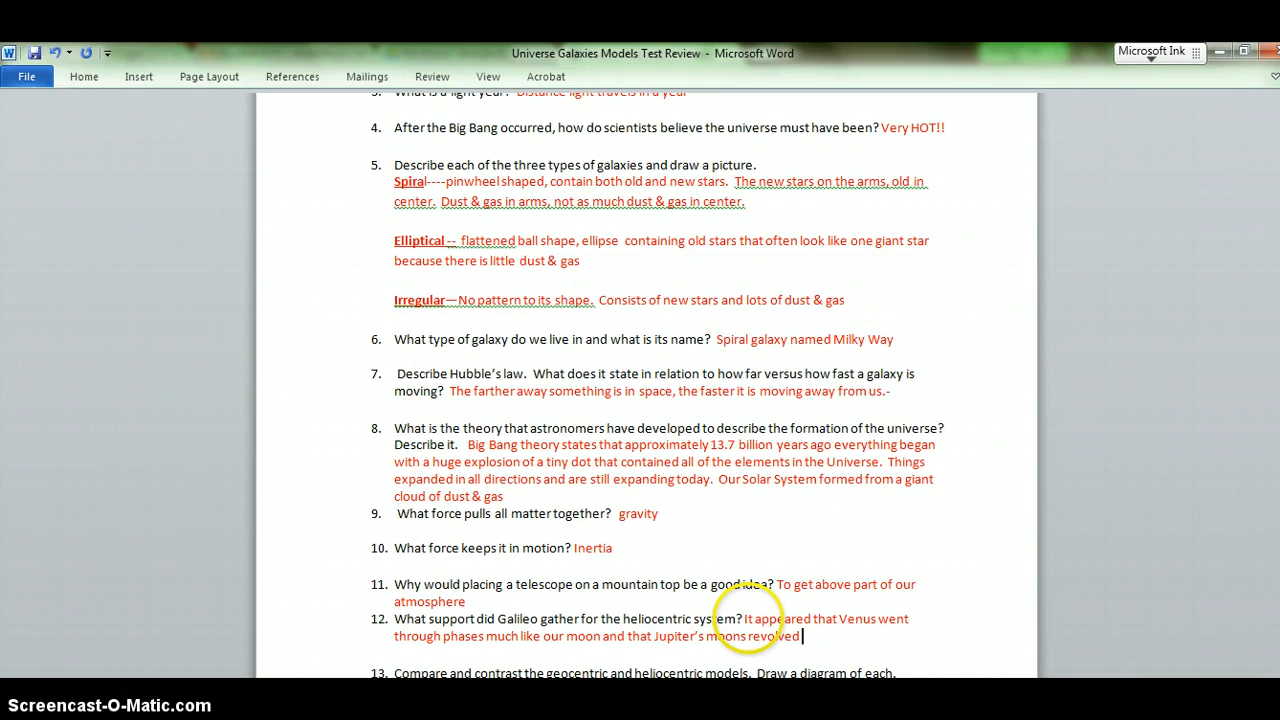 Universe Galaxies Models Test Review - Microsoft Word
Microsoft Ink
File Home Insert Page Layout References Mailings Review View Acrobat
3. What is a light year? Distance light travels in a year
4. After the Big Bang occurred, how do scientists believe the universe must have been? Very HOT!!
5. Describe each of the three types of galaxies and draw a picture.
Spiral----pinwheel shaped, contain both old and new stars. The new stars on the arms, old in
center. Dust & gas in arms, not as much dust & gas in center.
Elliptical -- flattened ball shape, ellipse containing old stars that often look like one giant star
because there is little dust & gas
Irregular—No pattern to its shape. Consists of new stars and lots of dust & gas
6. What type of galaxy do we live in and what is its name? Spiral galaxy named Milky Way
7. Describe Hubble's law. What does it state in relation to how far versus how fast a galaxy is
moving? The farther away something is in space, the faster it is moving away from us.-
8. What is the theory that astronomers have developed to describe the formation of the universe?
Describe it. Big Bang theory states that approximately 13.7 billion years ago everything began
with a huge explosion of a tiny dot that contained all of the elements in the Universe. Things
expanded in all directions and are still expanding today. Our Solar System formed from a giant
cloud of dust & gas
9. What force pulls all matter together? gravity
10. What force keeps it in motion? Inertia
11. Why would placing a telescope on a mountain top be a good idea? To get above part of our
atmosphere
12. What support did Galileo gather for the heliocentric system? It appeared that Venus went
through phases much like our moon and that Jupiter's moons revolved
13. Compare and contrast the geocentric and heliocentric models. Draw a diagram of each.
Screencast-O-Matic.com